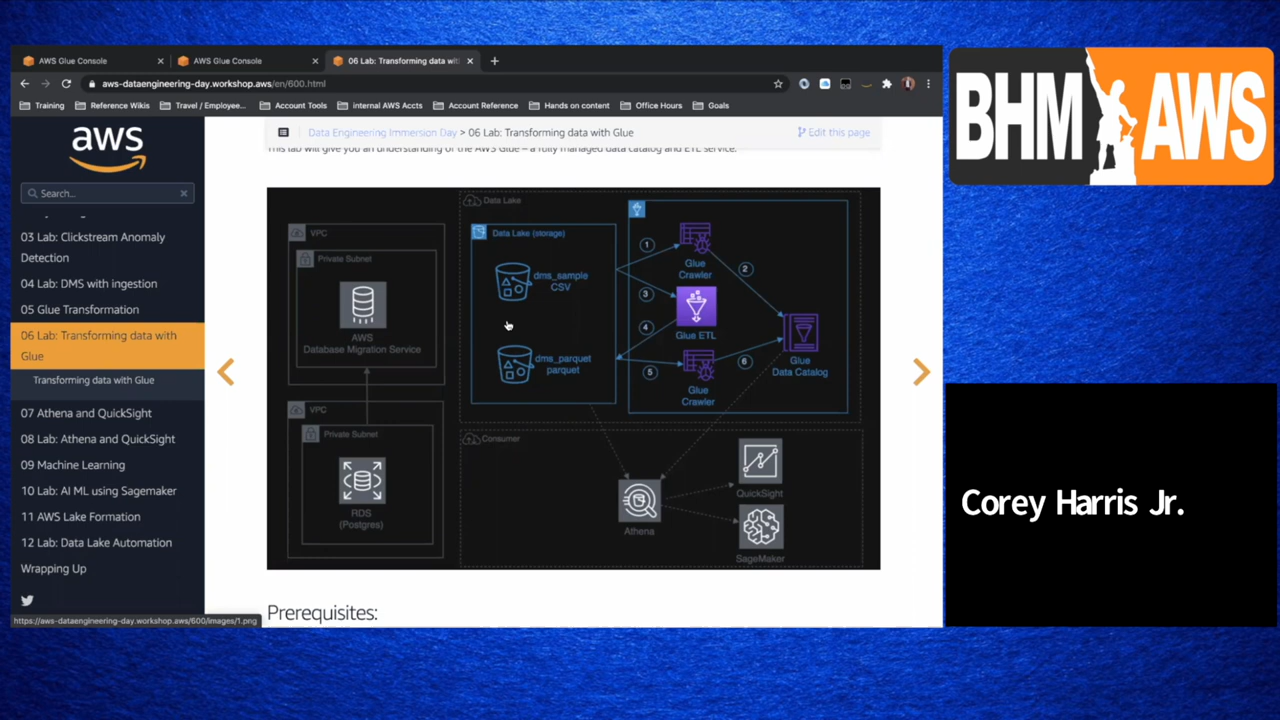 AWS Glue Console
AWS Glue Console
06 Lab: Transforming data with
aws-dataengineering-day.workshop.aws/en/600.html
Training
Reference Wikis
Travel / Employee...
Account Tools
internal AWS Accts
Account Reference
Hands on content
Office Hours
Goals
aws
Search...
03 Lab: Clickstream Anomaly
Detection
04 Lab: DMS with ingestion
05 Glue Transformation
06 Lab: Transforming data with
Glue
Transforming data with Glue
07 Athena and QuickSight
08 Lab: Athena and QuickSight
09 Machine Learning
10 Lab: AI ML using Sagemaker
11 AWS Lake Formation
12 Lab: Data Lake Automation
Wrapping Up
https://aws-dataengineering-day.workshop.aws/600/images/1.png
Data Engineering Immersion Day > 06 Lab: Transforming data with Glue
Edit this page
This lab will give you an understanding of the AWS Glue – a fully managed data catalog and ETL service.
VPC
Private Subnet
AWS
Database Migration Service
VPC
Private Subnet
RDS
(Postgres)
Data Lake
Data Lake (storage)
dms_sample
CSV
dms_parquet
parquet
1
2
3
4
5
6
Glue
Crawler
Glue ETL
Glue
Crawler
Glue
Data Catalog
Consumer
Athena
QuickSight
SageMaker
Prerequisites:
BHM AWS
Corey Harris Jr.